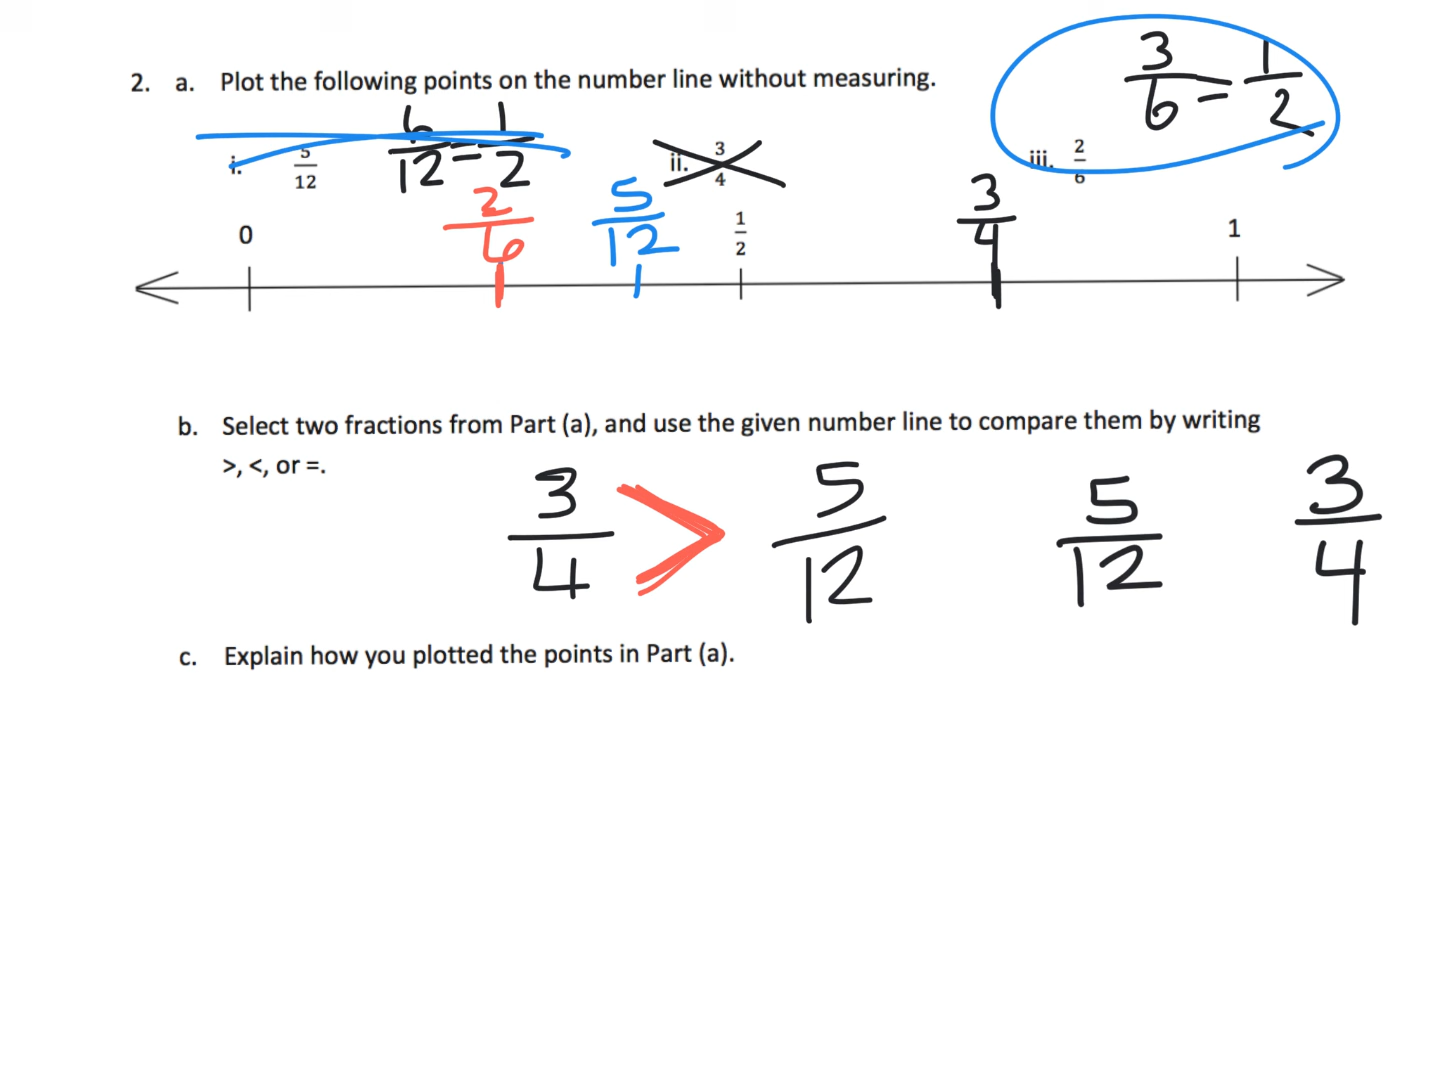 2. a. Plot the following points on the number line without measuring.
3/6 = 1/2
i. 5/12 6/12 = 1/2 ii. 3/4 iii. 2/6
0 2/6 5/12 1/2 3/4 1
b. Select two fractions from Part (a), and use the given number line to compare them by writing
>, <, or =.
3/4 > 5/12 5/12 3/4
c. Explain how you plotted the points in Part (a).